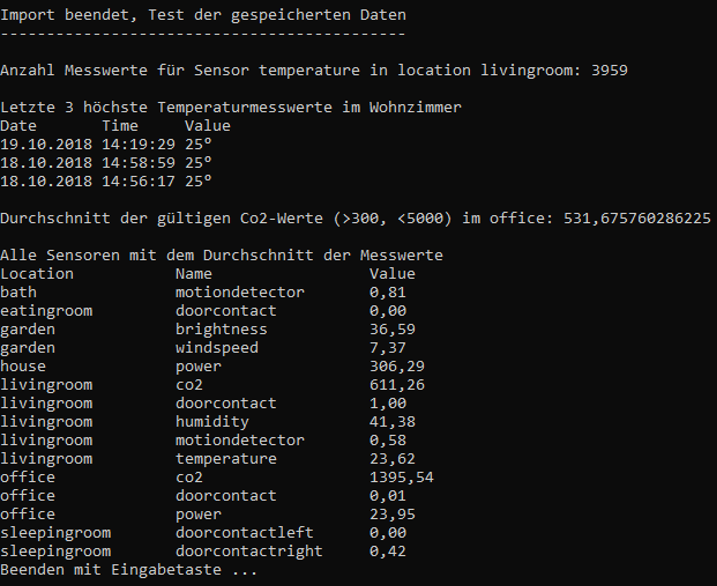 Import beendet, Test der gespeicherten Daten
--------------------------------------------
Anzahl Messwerte für Sensor temperature in location livingroom: 3959
Letzte 3 höchste Temperaturmesswerte im Wohnzimmer
Date       Time     Value
19.10.2018 14:19:29 25°
18.10.2018 14:58:59 25°
18.10.2018 14:56:17 25°
Durchschnitt der gültigen Co2-Werte (>300, <5000) im office: 531,675760286225
Alle Sensoren mit dem Durchschnitt der Messwerte
Location           Name                 Value
bath               motiondetector       0,81
eatingroom         doorcontact          0,00
garden             brightness           36,59
garden             windspeed            7,37
house              power                306,29
livingroom         co2                  611,26
livingroom         doorcontact          1,00
livingroom         humidity             41,38
livingroom         motiondetector       0,58
livingroom         temperature          23,62
office             co2                  1395,54
office             doorcontact          0,01
office             power                23,95
sleepingroom       doorcontactleft      0,00
sleepingroom       doorcontactright     0,42
Beenden mit Eingabetaste ...